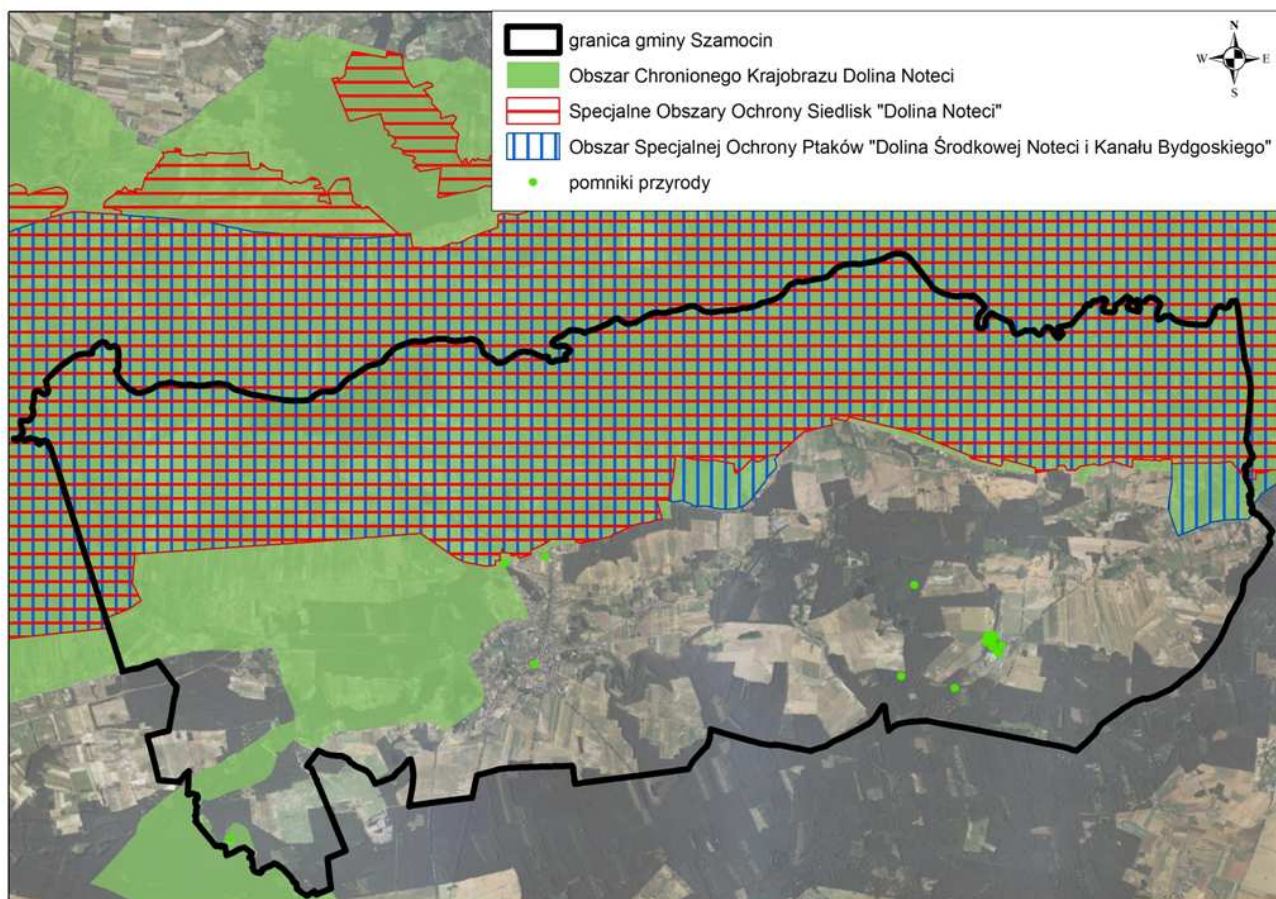 granica gminy Szamocin
Obszar Chronionego Krajobrazu Dolina Noteci
Specjalne Obszary Ochrony Siedlisk "Dolina Noteci"
Obszar Specjalnej Ochrony Ptaków "Dolina Środkowej Noteci i Kanału Bydgoskiego"
pomniki przyrody
N
W E
S